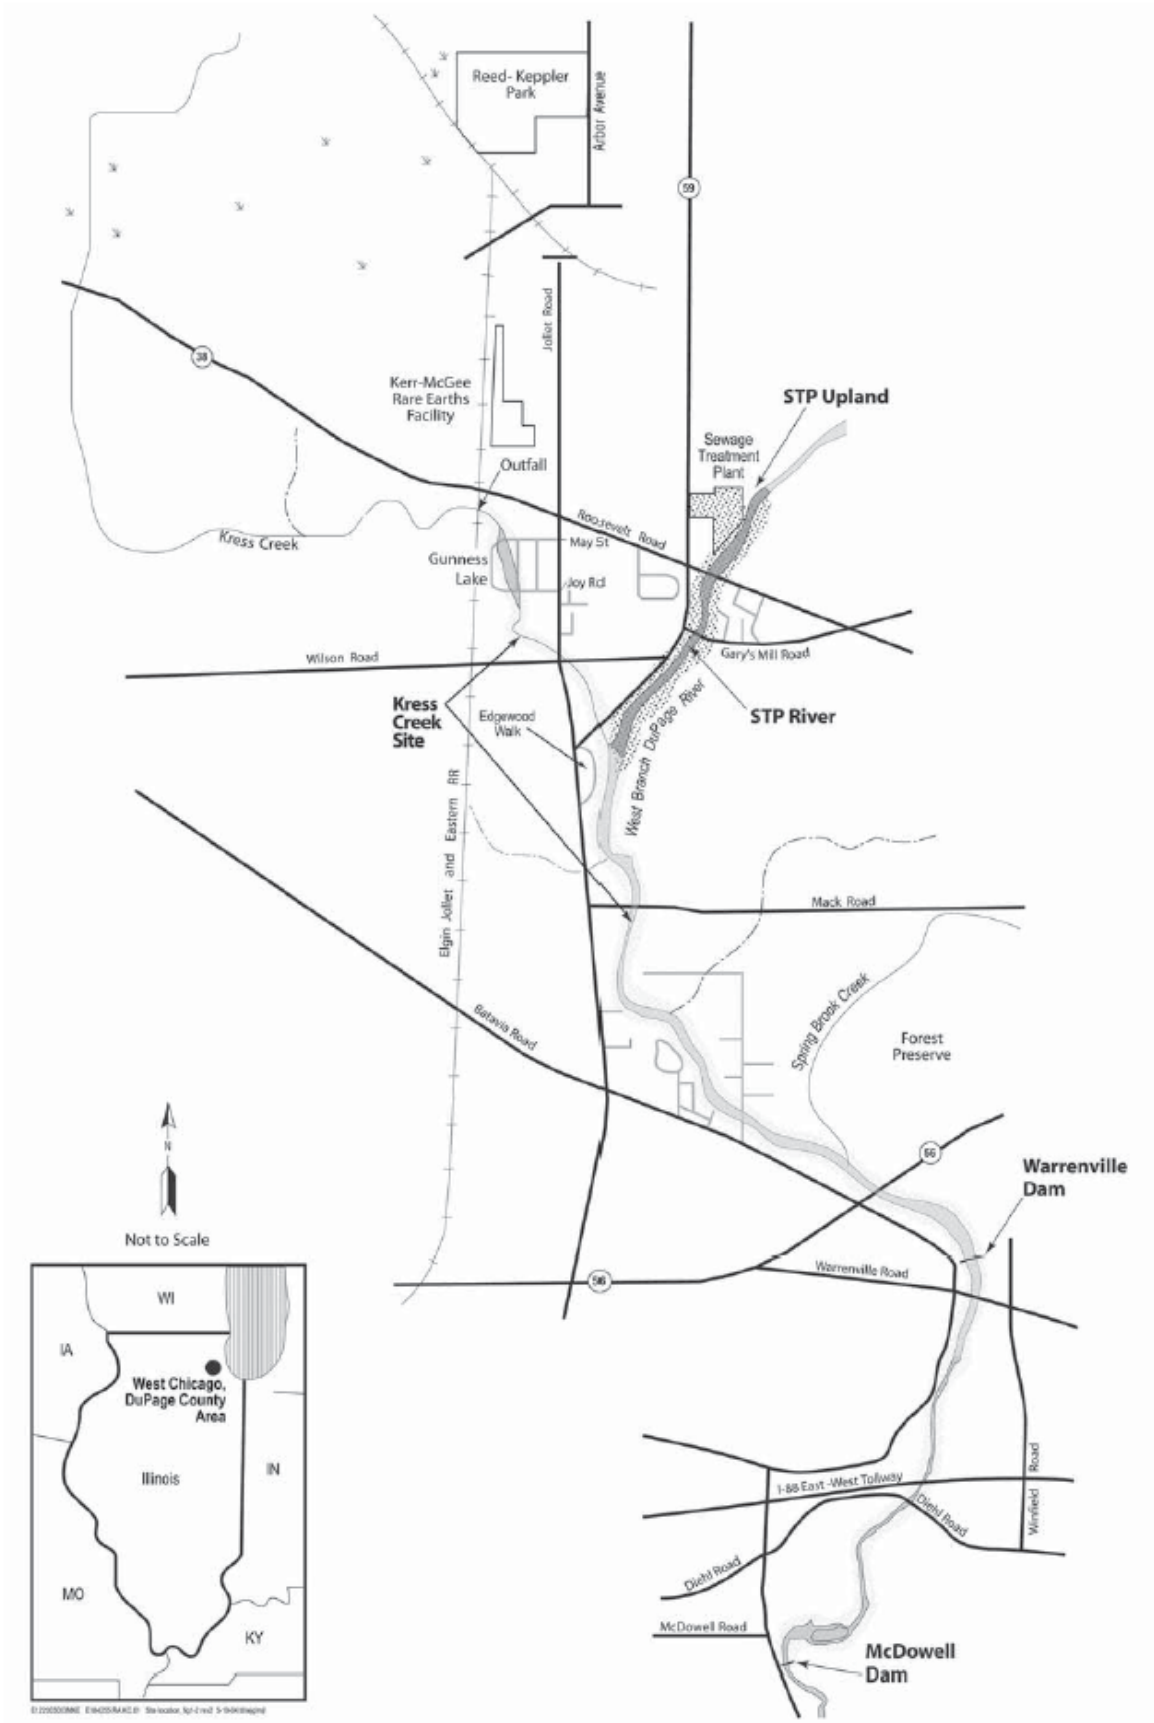 Reed- Keppler
Park
Arbor Avenue
59
Joliet Road
38
Kerr-McGee
Rare Earths
Facility
STP Upland
Sewage
Treatment
Plant
Outfall
Roosevelt Road
Kress Creek
May St
Gunness
Lake
Joy Rd
Wilson Road
Gary's Mill Road
Kress
Creek
Site
Edgewood
Walk
STP River
West Branch DuPage River
Elgin Joliet and Eastern RR
Mack Road
Batavia Road
Spring Brook Creek
Forest
Preserve
N
Not to Scale
56
Warrenville
Dam
Warrenville Road
56
WI
IA
West Chicago,
DuPage County
Area
Illinois
IN
MO
KY
I-88 East -West Tollway
Winfield Road
Diehl Road
Diehl Road
McDowell Road
McDowell
Dam